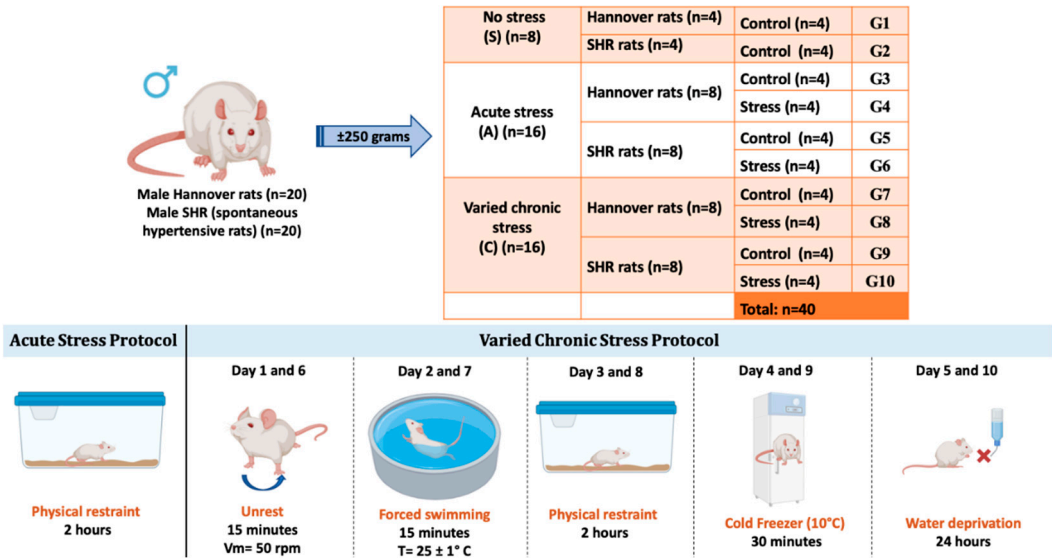 ±250 grams
Male Hannover rats (n=20)
Male SHR (spontaneous
hypertensive rats) (n=20)
No stress
(S) (n=8)
Hannover rats (n=4)
Control (n=4)
G1
SHR rats (n=4)
Control (n=4)
G2
Acute stress
(A) (n=16)
Hannover rats (n=8)
Control (n=4)
G3
Stress (n=4)
G4
SHR rats (n=8)
Control (n=4)
G5
Stress (n=4)
G6
Varied chronic
stress
(C) (n=16)
Hannover rats (n=8)
Control (n=4)
G7
Stress (n=4)
G8
SHR rats (n=8)
Control (n=4)
G9
Stress (n=4)
G10
Total: n=40
Acute Stress Protocol
Varied Chronic Stress Protocol
Physical restraint
2 hours
Day 1 and 6
Unrest
15 minutes
Vm= 50 rpm
Day 2 and 7
Forced swimming
15 minutes
T= 25 ± 1° C
Day 3 and 8
Physical restraint
2 hours
Day 4 and 9
Cold Freezer (10°C)
30 minutes
Day 5 and 10
Water deprivation
24 hours